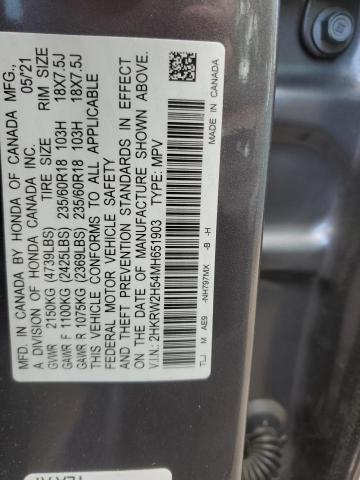 MFD. IN CANADA BY HONDA OF CANADA MFG.,
A DIVISION OF HONDA CANADA INC. 05/21
GVWR 2150KG (4739LBS) TIRE SIZE RIM SIZE
GAWR F 1100KG (2425LBS) 235/60R18 103H 18X7.5J
GAWR R 1075KG (2369LBS) 235/60R18 103H 18X7.5J
THIS VEHICLE CONFORMS TO ALL APPLICABLE
FEDERAL MOTOR VEHICLE SAFETY
AND THEFT PREVENTION STANDARDS IN EFFECT
ON THE DATE OF MANUFACTURE SHOWN ABOVE.
V.I.N.: 2HKRW2H54MH651903 TYPE: MPV
MADE IN CANADA
TLJ M AE9 -NH797MX -B -H